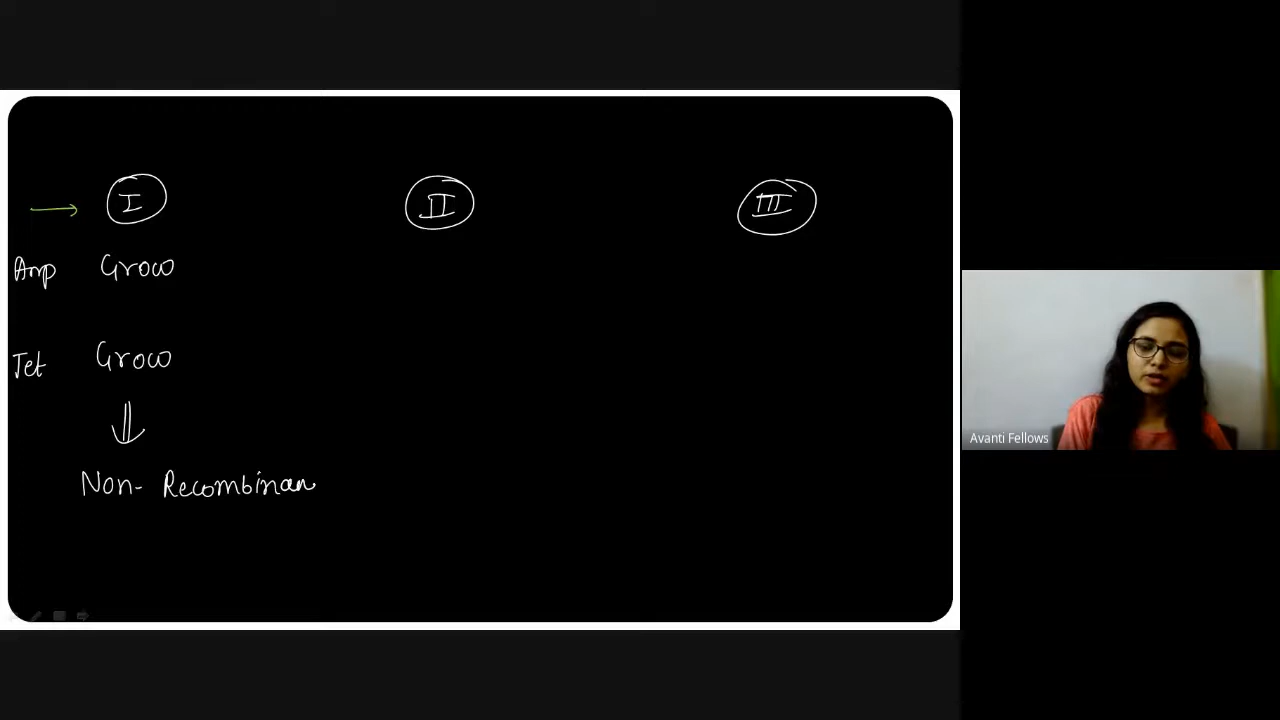 I II III
Amp Grow
Tet Grow
Non- Recombinan
Avanti Fellows